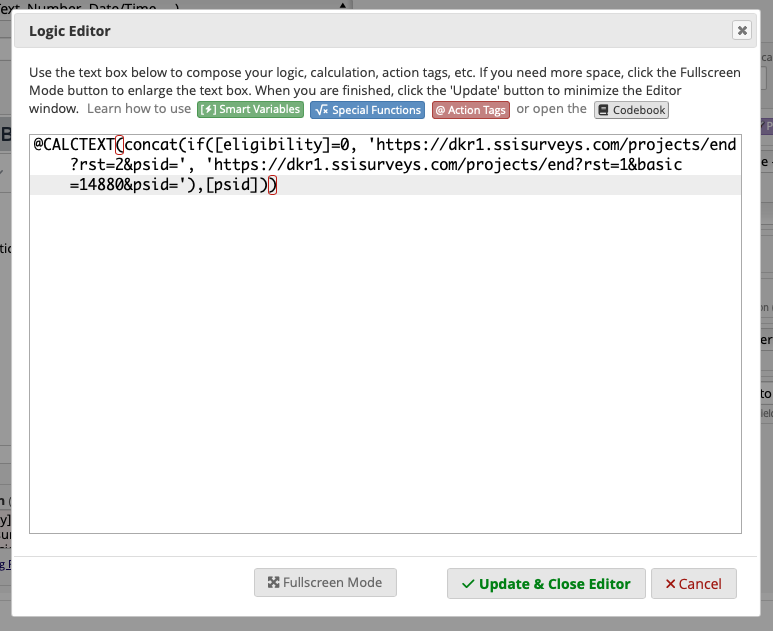 Text, Number, Date/Time, ...)
Logic Editor
Use the text box below to compose your logic, calculation, action tags, etc. If you need more space, click the Fullscreen
Mode button to enlarge the text box. When you are finished, click the 'Update' button to minimize the Editor
window. Learn how to use [⚡] Smart Variables √x Special Functions @ Action Tags or open the Codebook
@CALCTEXT(concat(if([eligibility]=0, 'https://dkr1.ssisurveys.com/projects/end
?rst=2&psid=', 'https://dkr1.ssisurveys.com/projects/end?rst=1&basic
=14880&psid='),[psid]))
Fullscreen Mode
Update & Close Editor
Cancel